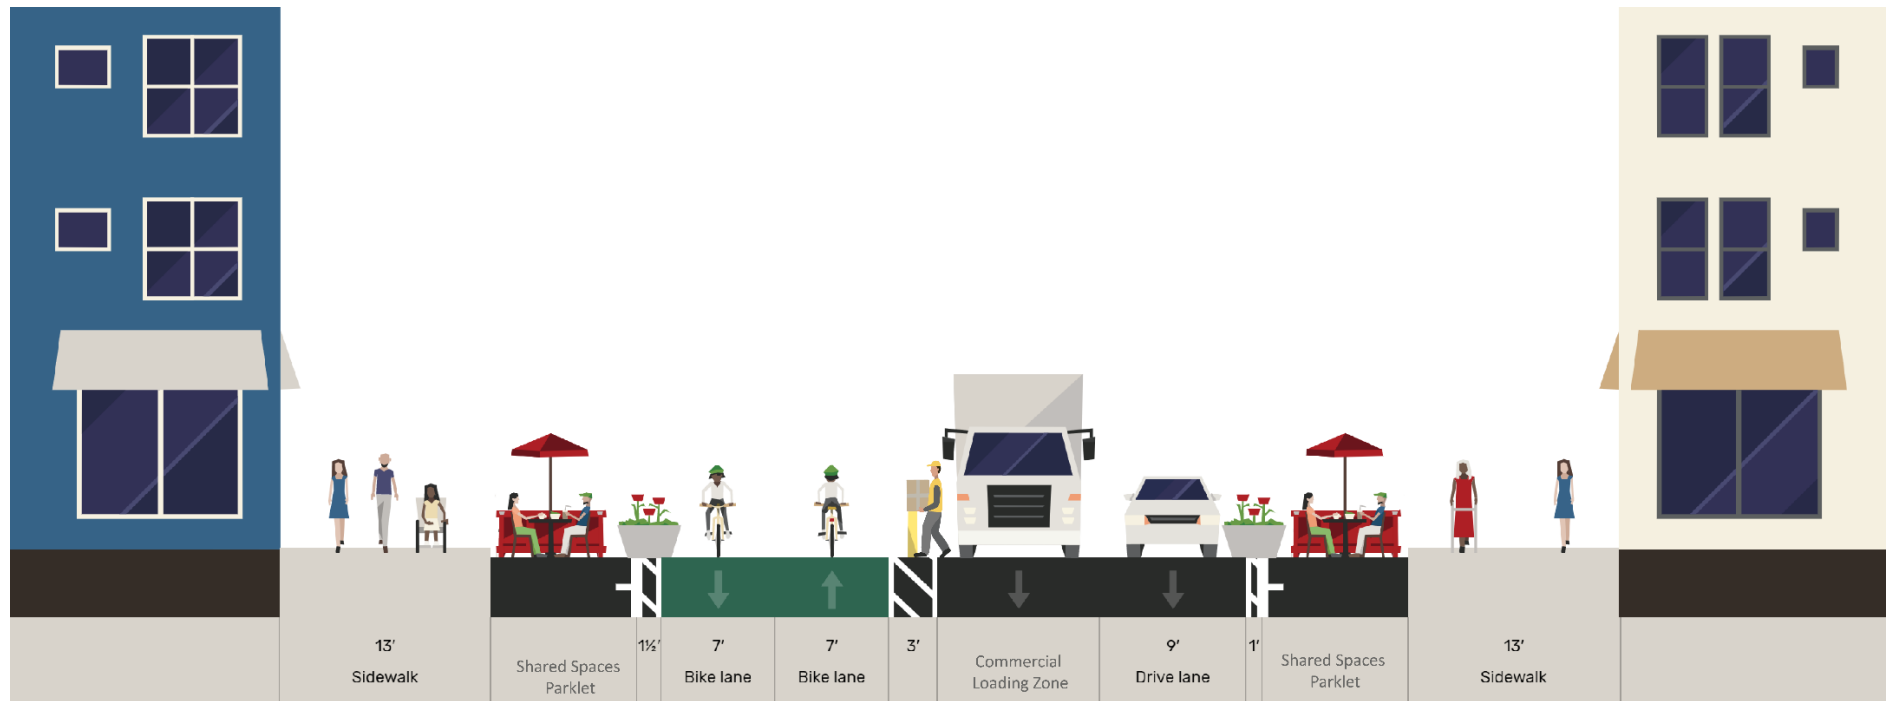 13′
Sidewalk
Shared Spaces
Parklet
1½′
7′
Bike lane
7′
Bike lane
3′
Commercial
Loading Zone
9′
Drive lane
1′
Shared Spaces
Parklet
13′
Sidewalk